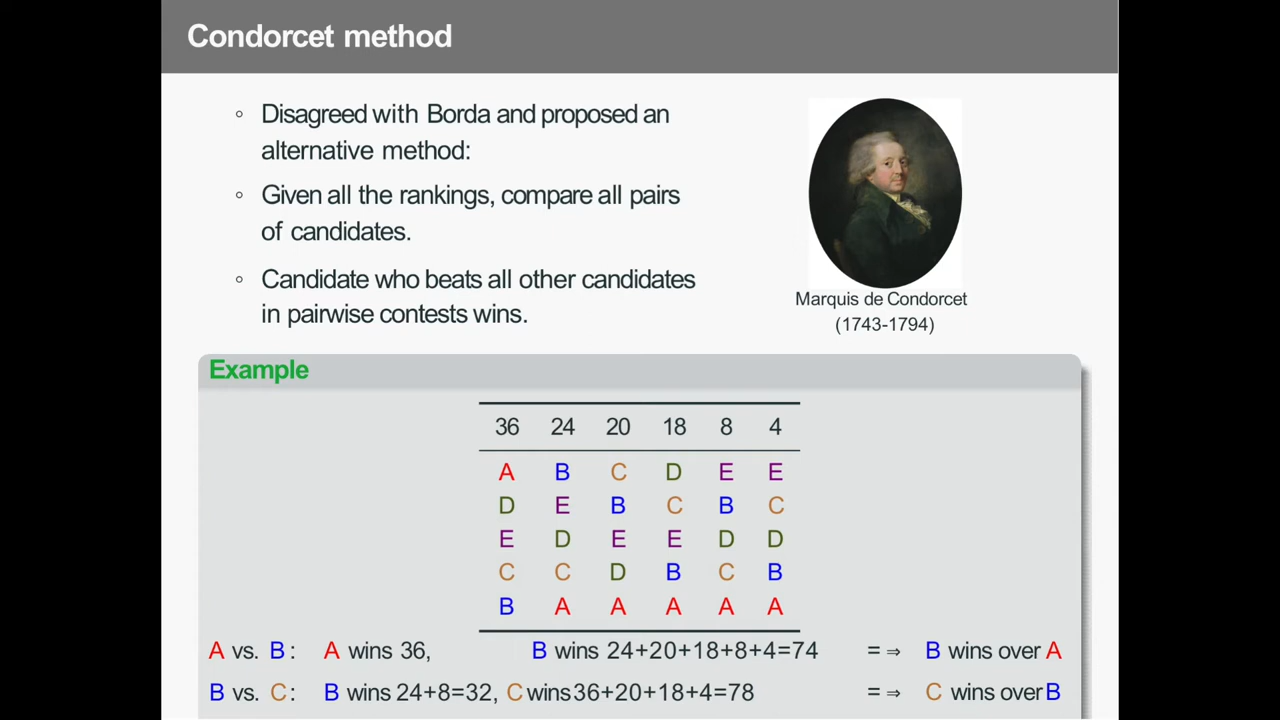 Condorcet method
◦ Disagreed with Borda and proposed an
alternative method:
◦ Given all the rankings, compare all pairs
of candidates.
◦ Candidate who beats all other candidates
in pairwise contests wins.
Marquis de Condorcet
(1743-1794)
Example
36 24 20 18 8 4
A B C D E E
D E B C B C
E D E E D D
C C D B C B
B A A A A A
A vs. B: A wins 36, B wins 24+20+18+8+4=74 =⇒ B wins over A
B vs. C: B wins 24+8=32, C wins36+20+18+4=78 =⇒ C wins over B